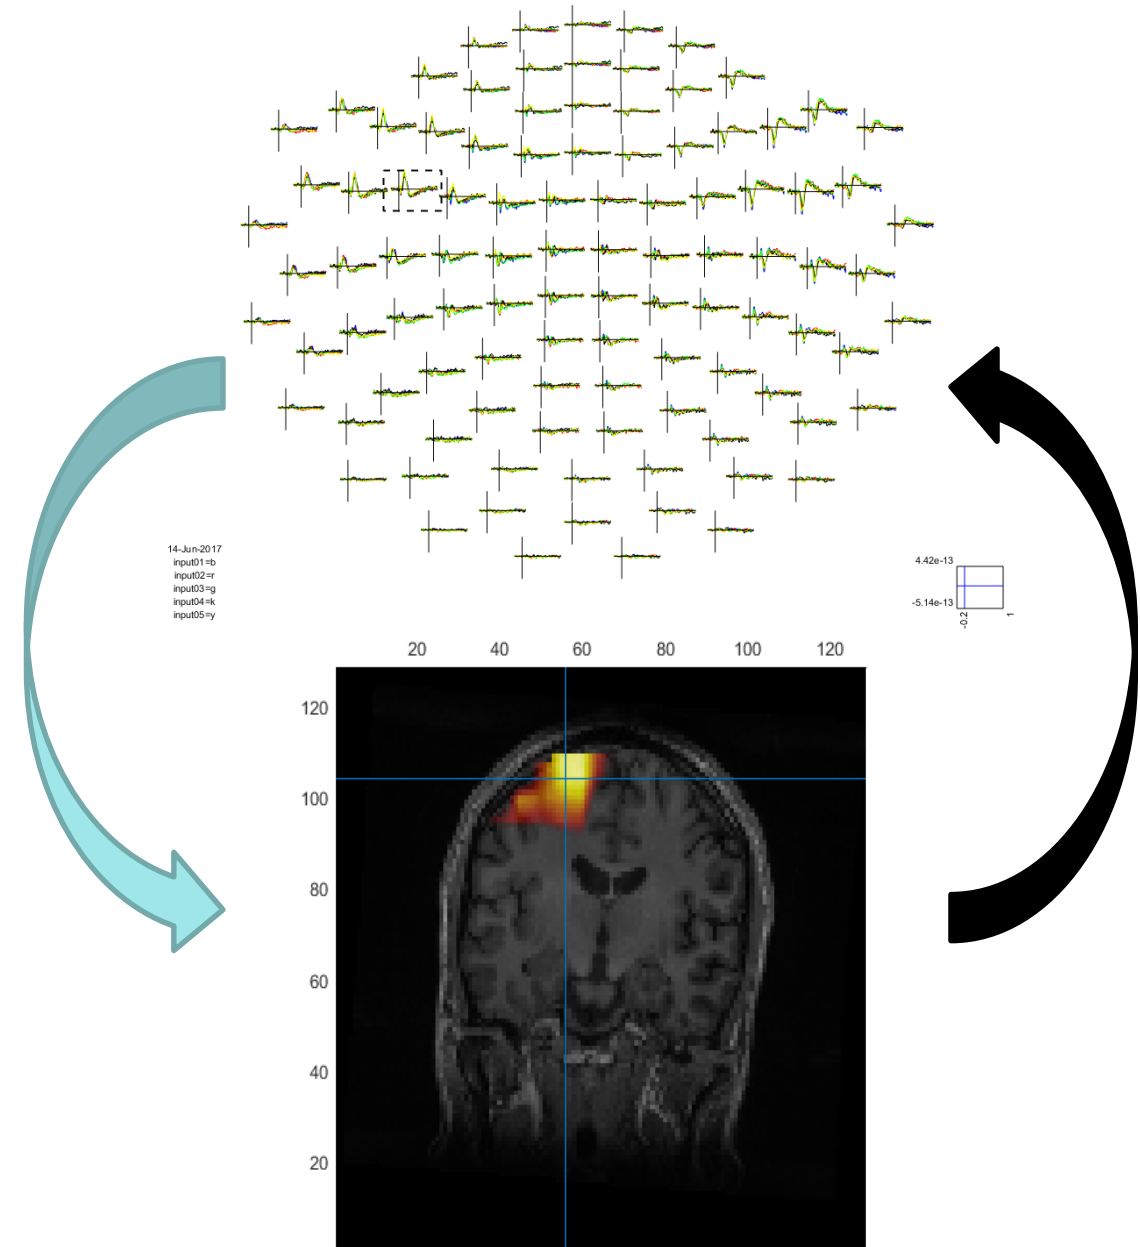 14-Jun-2017
input01=b
input02=r
input03=g
input04=k
input05=y
4.42e-13
-5.14e-13
-0.2
1
20 40 60 80 100 120
120
100
80
60
40
20